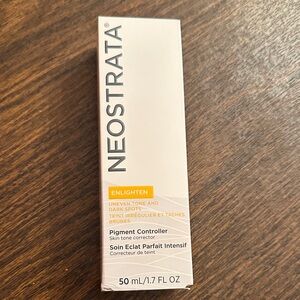 NEOSTRATA®
ENLIGHTEN
UNEVEN TONE AND
DARK SPOTS
TEINT IRRÉGULIER ET TACHES
BRUNES
Pigment Controller
Skin tone corrector
Soin Eclat Parfait Intensif
Correcteur de teint
50 mL/1.7 FL OZ